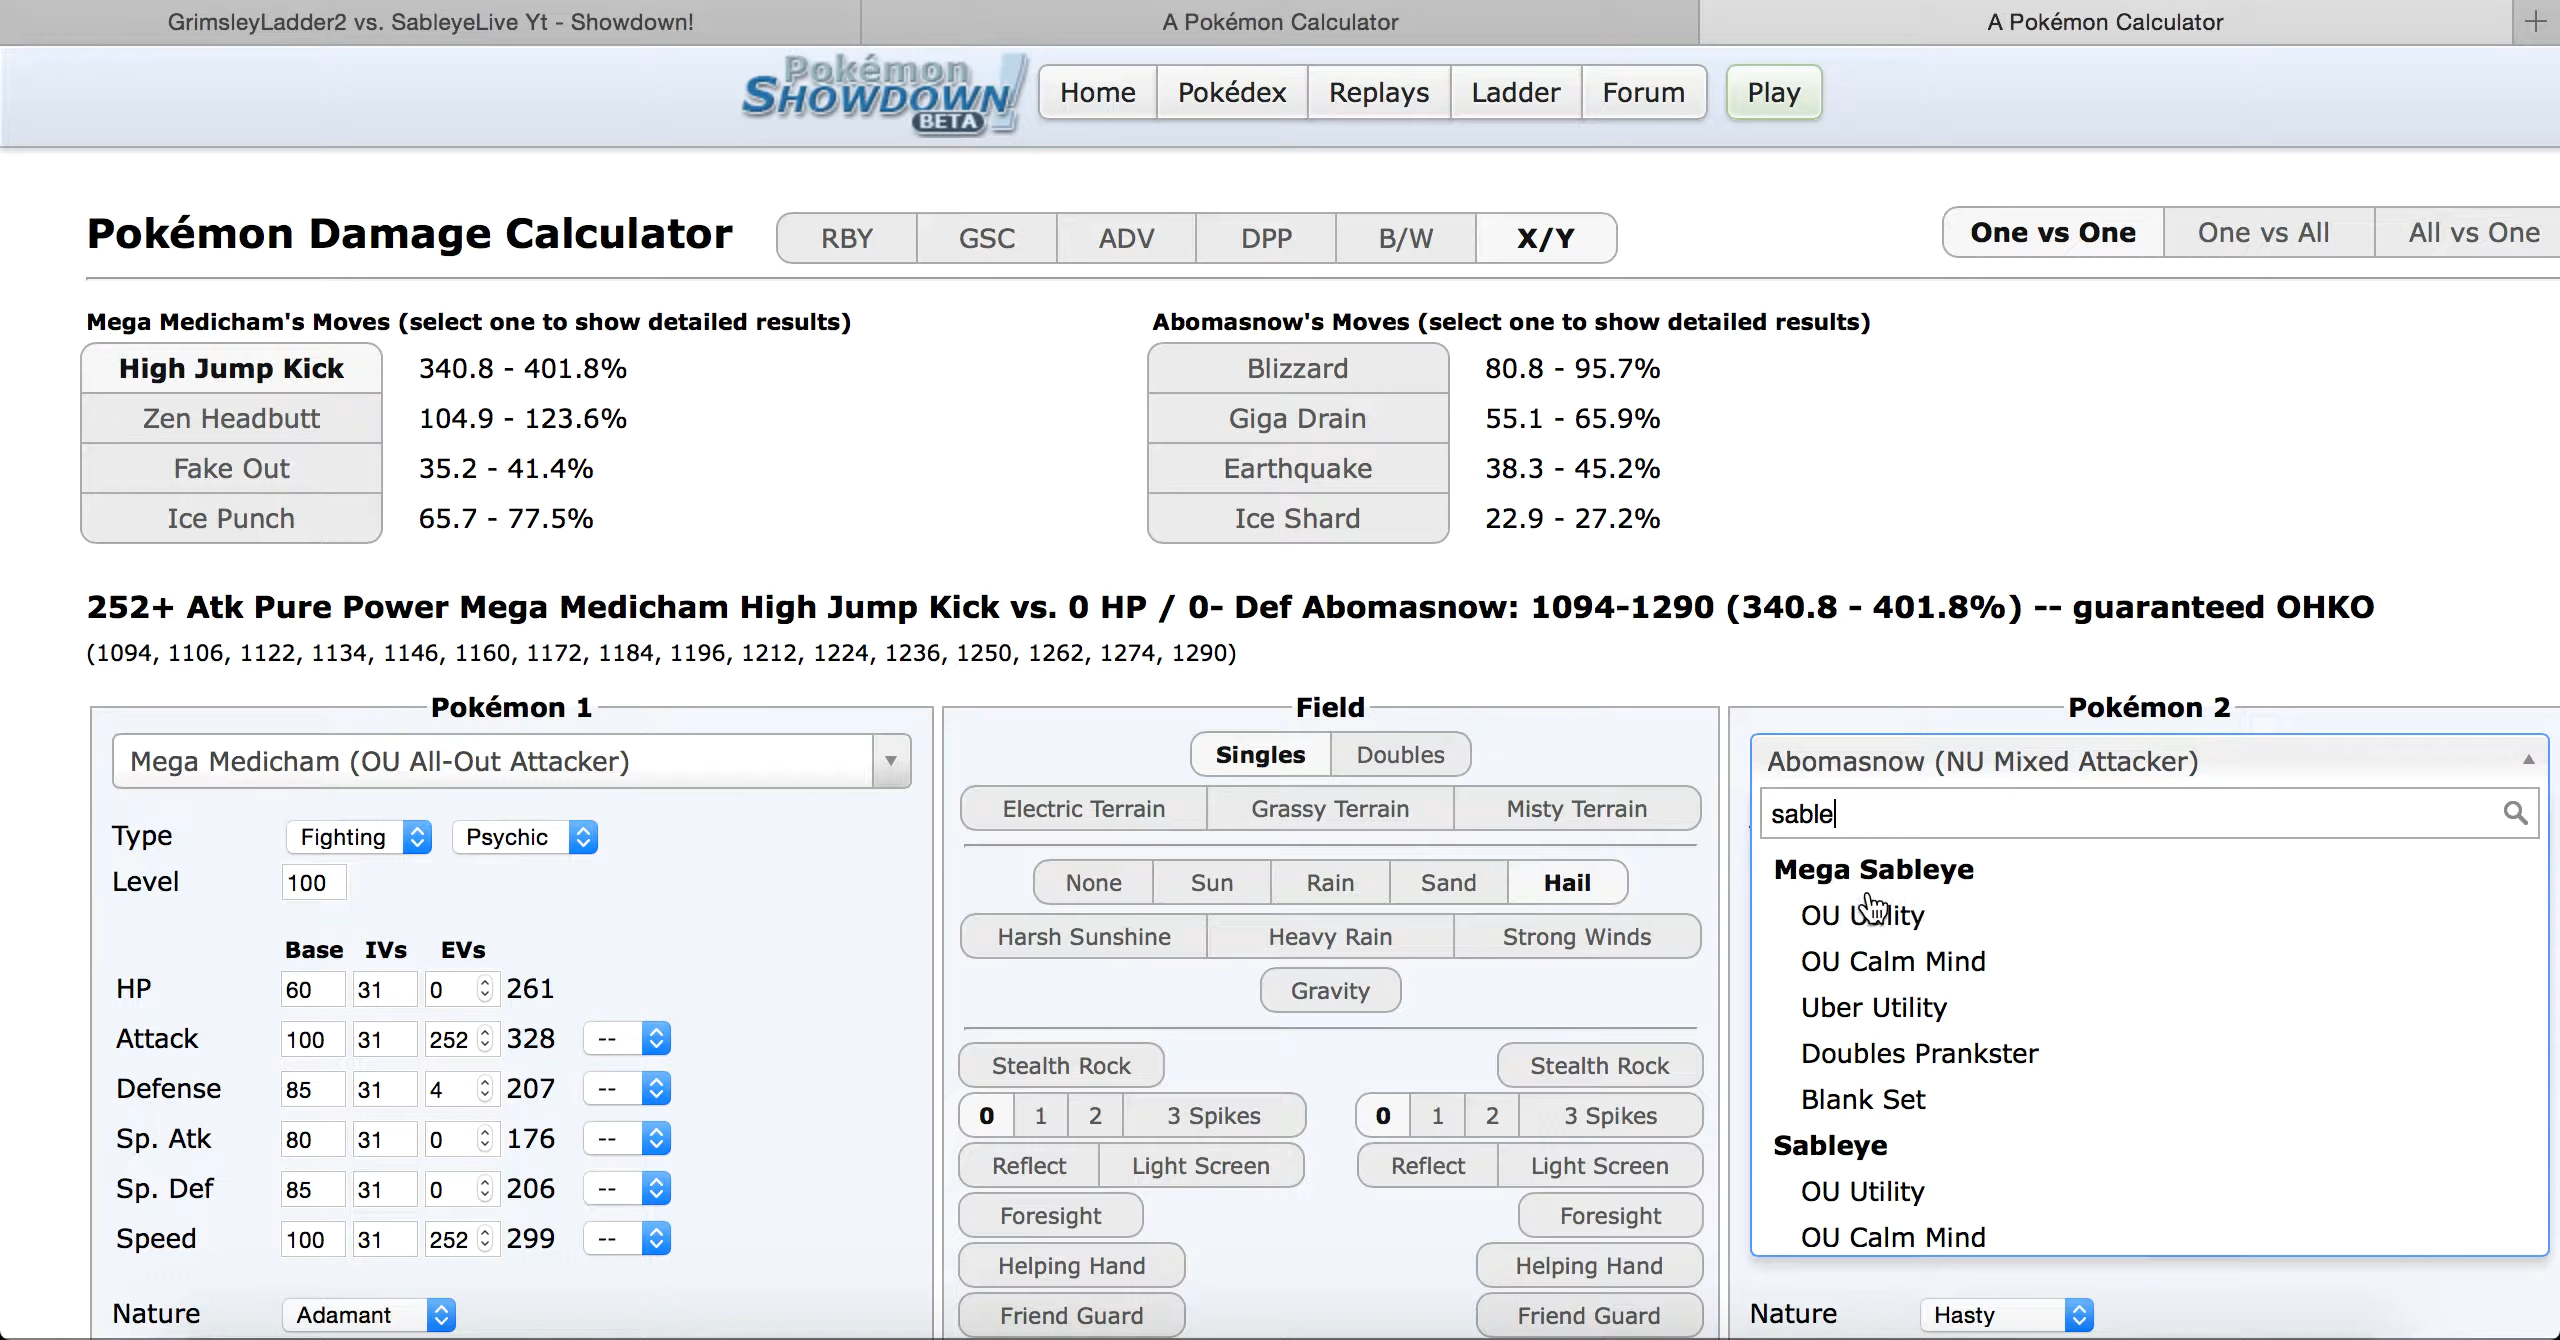 GrimsleyLadder2 vs. SableyeLive Yt - Showdown!
A Pokémon Calculator
A Pokémon Calculator
Pokémon
SHOWDOWN!
BETA
Home Pokédex Replays Ladder Forum Play
Pokémon Damage Calculator
RBY GSC ADV DPP B/W X/Y
One vs One One vs All All vs One
Mega Medicham's Moves (select one to show detailed results)
High Jump Kick 340.8 - 401.8%
Zen Headbutt 104.9 - 123.6%
Fake Out 35.2 - 41.4%
Ice Punch 65.7 - 77.5%
Abomasnow's Moves (select one to show detailed results)
Blizzard 80.8 - 95.7%
Giga Drain 55.1 - 65.9%
Earthquake 38.3 - 45.2%
Ice Shard 22.9 - 27.2%
252+ Atk Pure Power Mega Medicham High Jump Kick vs. 0 HP / 0- Def Abomasnow: 1094-1290 (340.8 - 401.8%) -- guaranteed OHKO
(1094, 1106, 1122, 1134, 1146, 1160, 1172, 1184, 1196, 1212, 1224, 1236, 1250, 1262, 1274, 1290)
Pokémon 1
Mega Medicham (OU All-Out Attacker)
Type Fighting Psychic
Level 100
Base IVs EVs
HP 60 31 0 261
Attack 100 31 252 328 --
Defense 85 31 4 207 --
Sp. Atk 80 31 0 176 --
Sp. Def 85 31 0 206 --
Speed 100 31 252 299 --
Nature Adamant
Field
Singles Doubles
Electric Terrain Grassy Terrain Misty Terrain
None Sun Rain Sand Hail
Harsh Sunshine Heavy Rain Strong Winds
Gravity
Stealth Rock Stealth Rock
0 1 2 3 Spikes 0 1 2 3 Spikes
Reflect Light Screen Reflect Light Screen
Foresight Foresight
Helping Hand Helping Hand
Friend Guard Friend Guard
Pokémon 2
Abomasnow (NU Mixed Attacker)
sable
Mega Sableye
OU Utility
OU Calm Mind
Uber Utility
Doubles Prankster
Blank Set
Sableye
OU Utility
OU Calm Mind
Nature Hasty